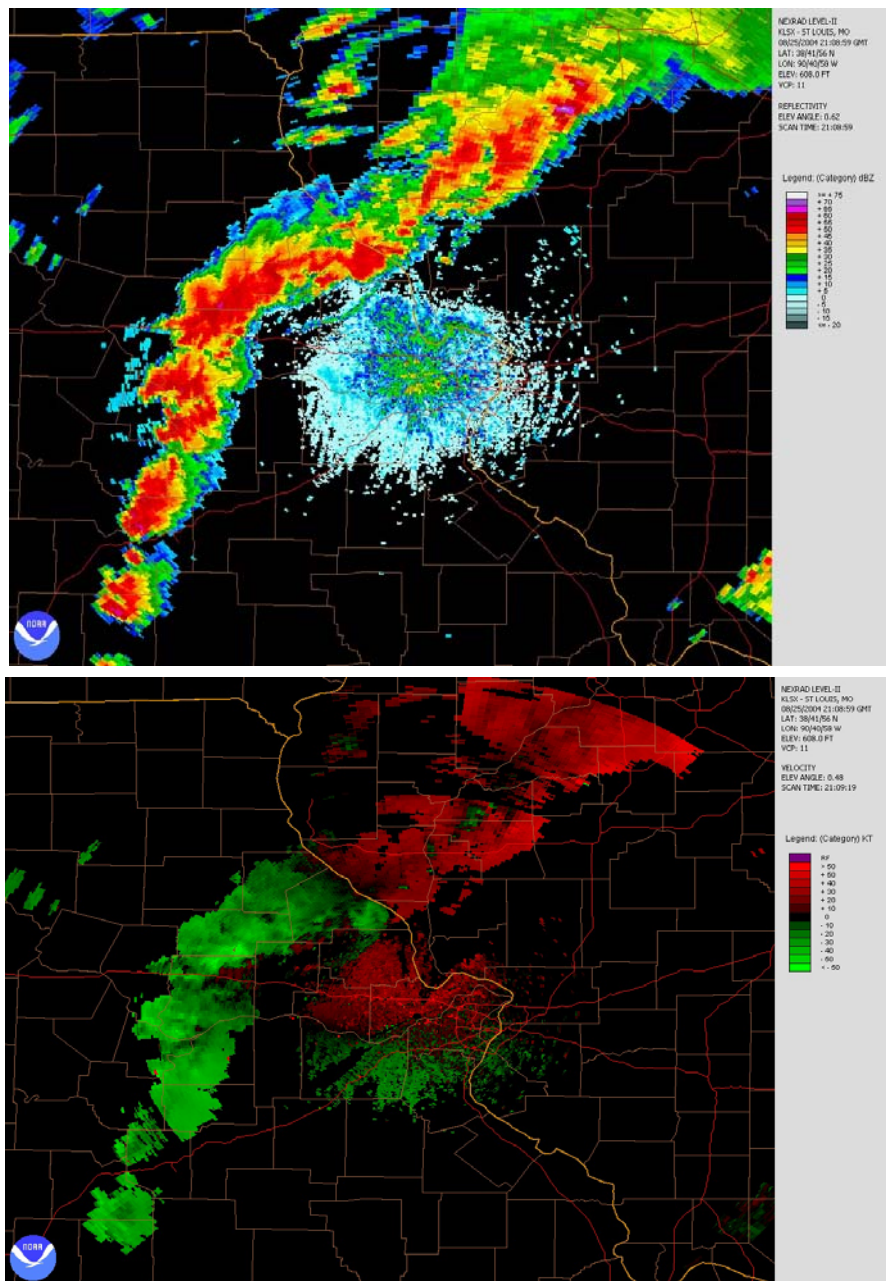 NEXRAD LEVEL-II
KLSX - ST LOUIS, MO
08/25/2004 21:08:59 GMT
LAT: 38/41/56 N
LON: 90/40/58 W
ELEV: 608.0 FT
VCP: 11
REFLECTIVITY
ELEV ANGLE: 0.62
SCAN TIME: 21:08:59
Legend: (Category) dBZ
>= + 75
+ 70
+ 65
+ 60
+ 55
+ 50
+ 45
+ 40
+ 35
+ 30
+ 25
+ 20
+ 15
+ 10
+ 5
0
- 5
- 10
- 15
<= - 20
NOAA
NEXRAD LEVEL-II
KLSX - ST LOUIS, MO
08/25/2004 21:08:59 GMT
LAT: 38/41/56 N
LON: 90/40/58 W
ELEV: 608.0 FT
VCP: 11
VELOCITY
ELEV ANGLE: 0.48
SCAN TIME: 21:09:19
Legend: (Category) KT
RF
+ 40
+ 30
+ 20
+ 10
0
- 10
- 20
- 30
- 40
NOAA